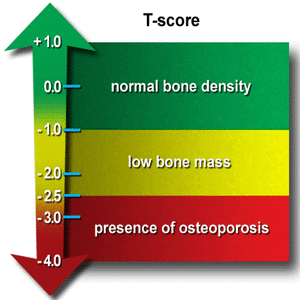 T-score
+ 1.0
0.0
normal bone density
- 1.0
low bone mass
- 2.0
- 2.5
- 3.0
presence of osteoporosis
- 4.0